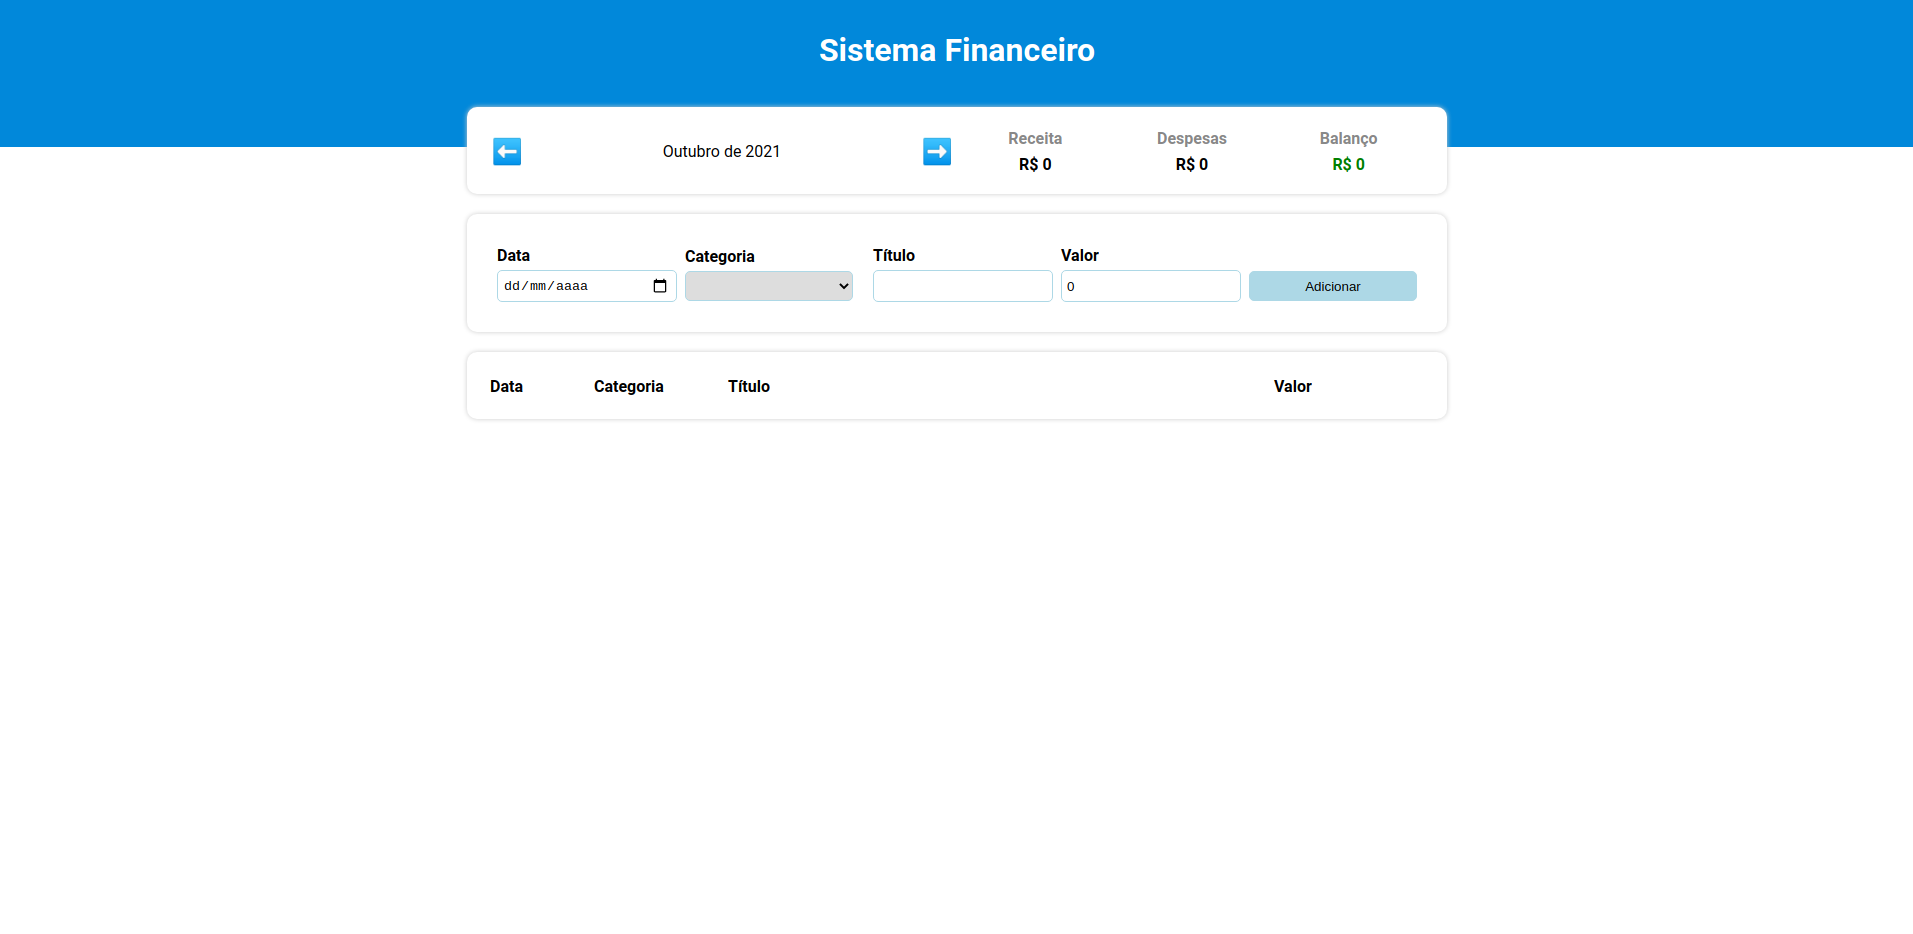 Sistema Financeiro
Outubro de 2021
Receita Despesas Balanço
R$ 0 R$ 0 R$ 0
Data Categoria Título Valor
dd/mm/aaaa 0 Adicionar
Data Categoria Título Valor